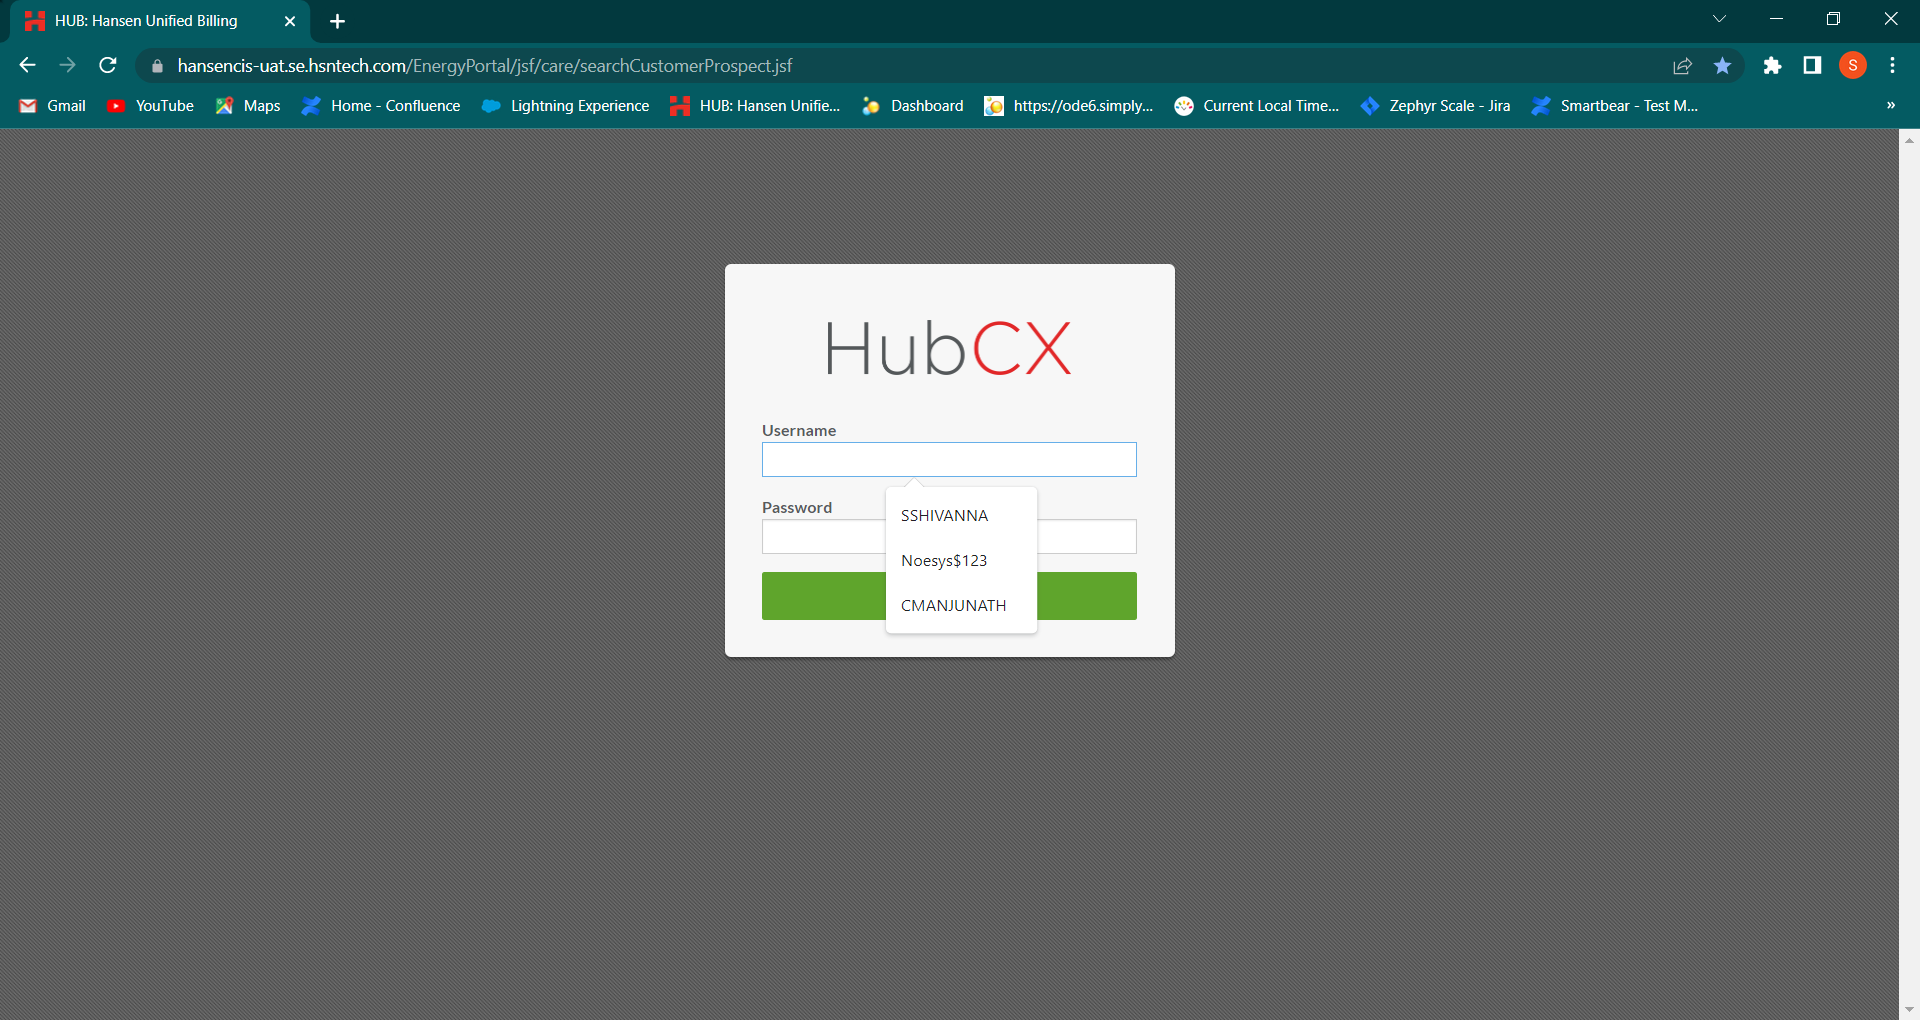 HUB: Hansen Unified Billing
hansencis-uat.se.hsntech.com/EnergyPortal/jsf/care/searchCustomerProspect.jsf
S
Gmail YouTube Maps Home - Confluence Lightning Experience HUB: Hansen Unifie... Dashboard https://ode6.simply... Current Local Time... Zephyr Scale - Jira Smartbear - Test M... »
HubCX
Username
Password
SSHIVANNA
Noesys$123
CMANJUNATH